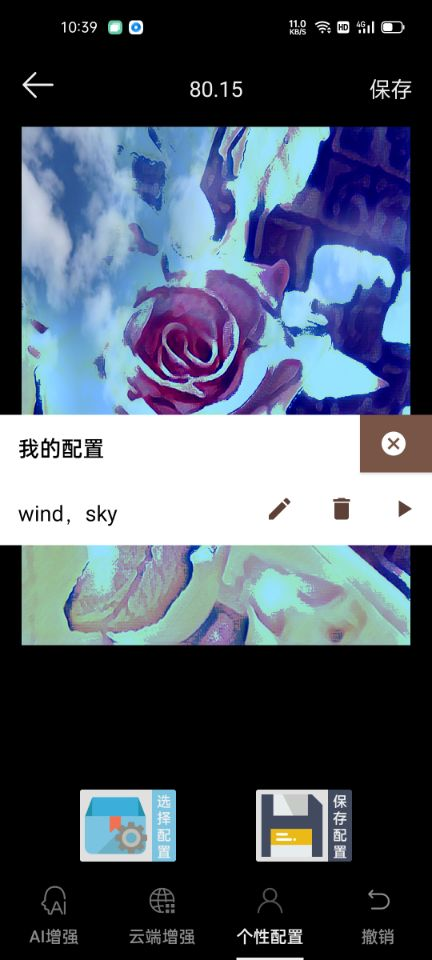 10:39
11.0
KB/S
HD
4G
80.15
保存
我的配置
wind，sky
选择配置
保存配置
AI
AI增强
云端增强
个性配置
撤销